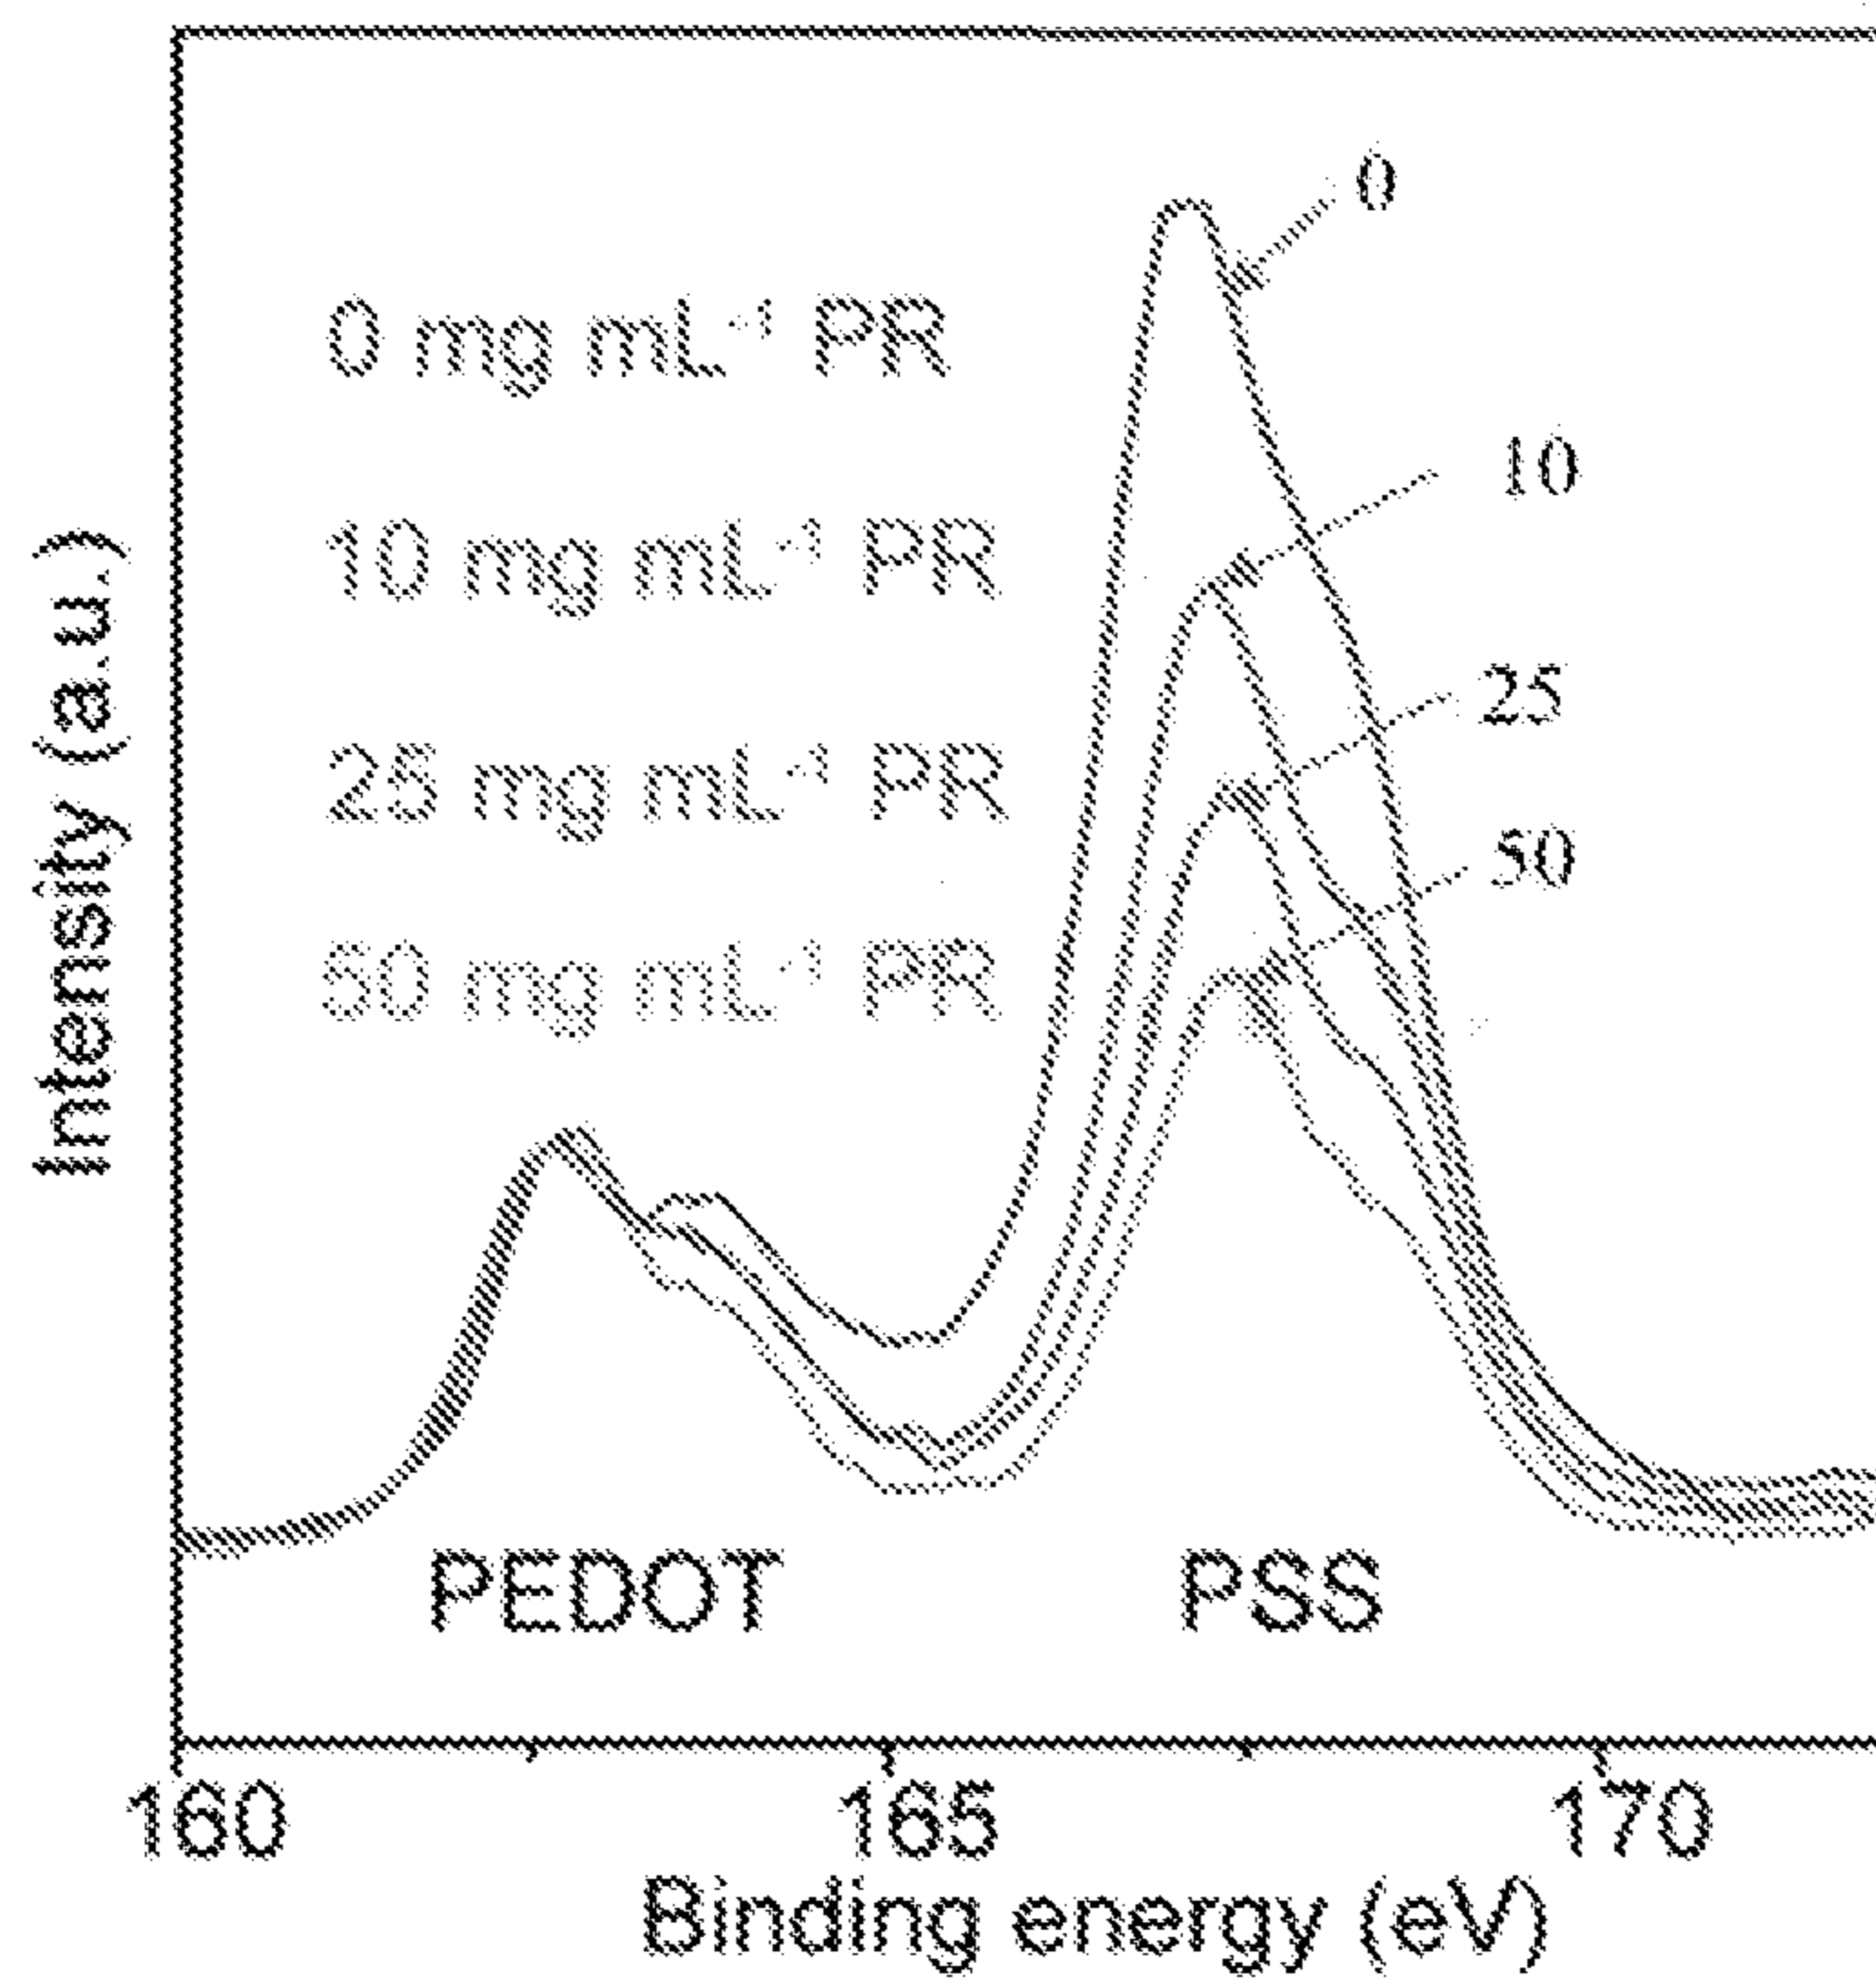 0
0 mg mL⁻¹ PR
10
10 mg mL⁻¹ PR
25
25 mg mL⁻¹ PR
50
50 mg mL⁻¹ PR
Intensity (a.u.)
PEDOT PSS
160 165 170
Binding energy (eV)